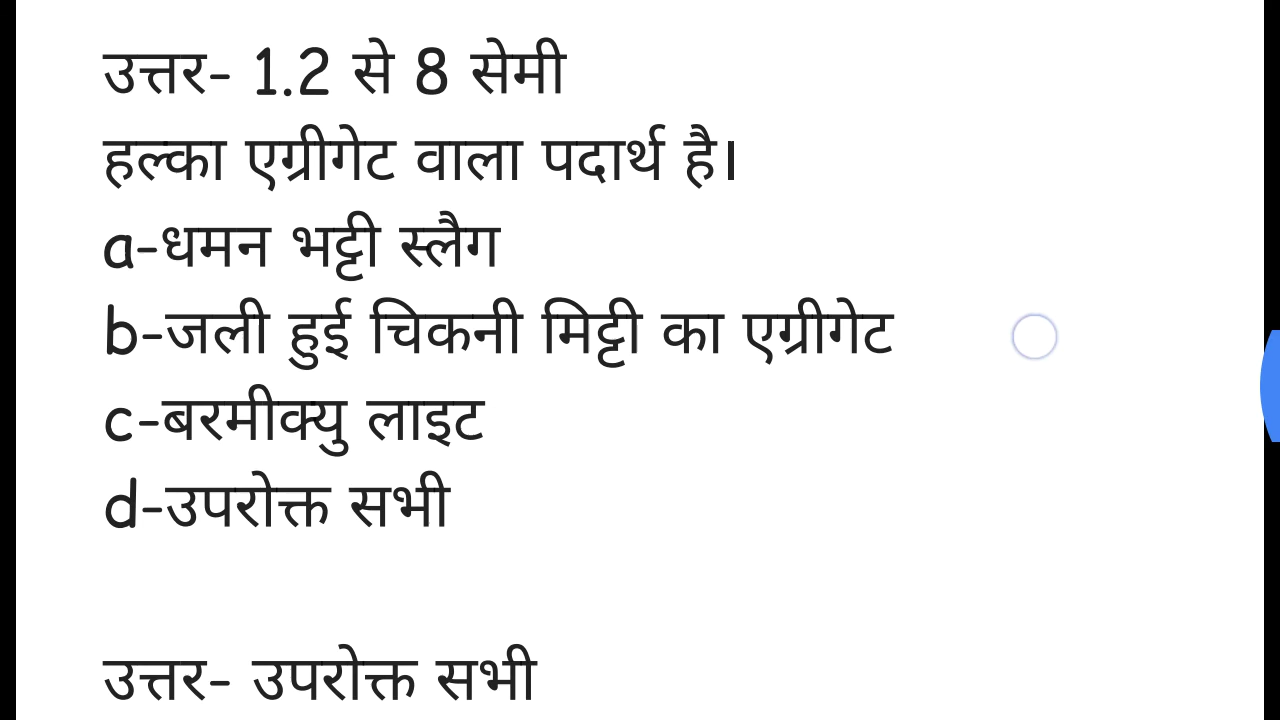 उत्तर- 1.2 से 8 सेमी
हल्का एग्रीगेट वाला पदार्थ है।
a-धमन भट्टी स्लैग
b-जली हुई चिकनी मिट्टी का एग्रीगेट
c-बरमीक्यु लाइट
d-उपरोक्त सभी
उत्तर- उपरोक्त सभी